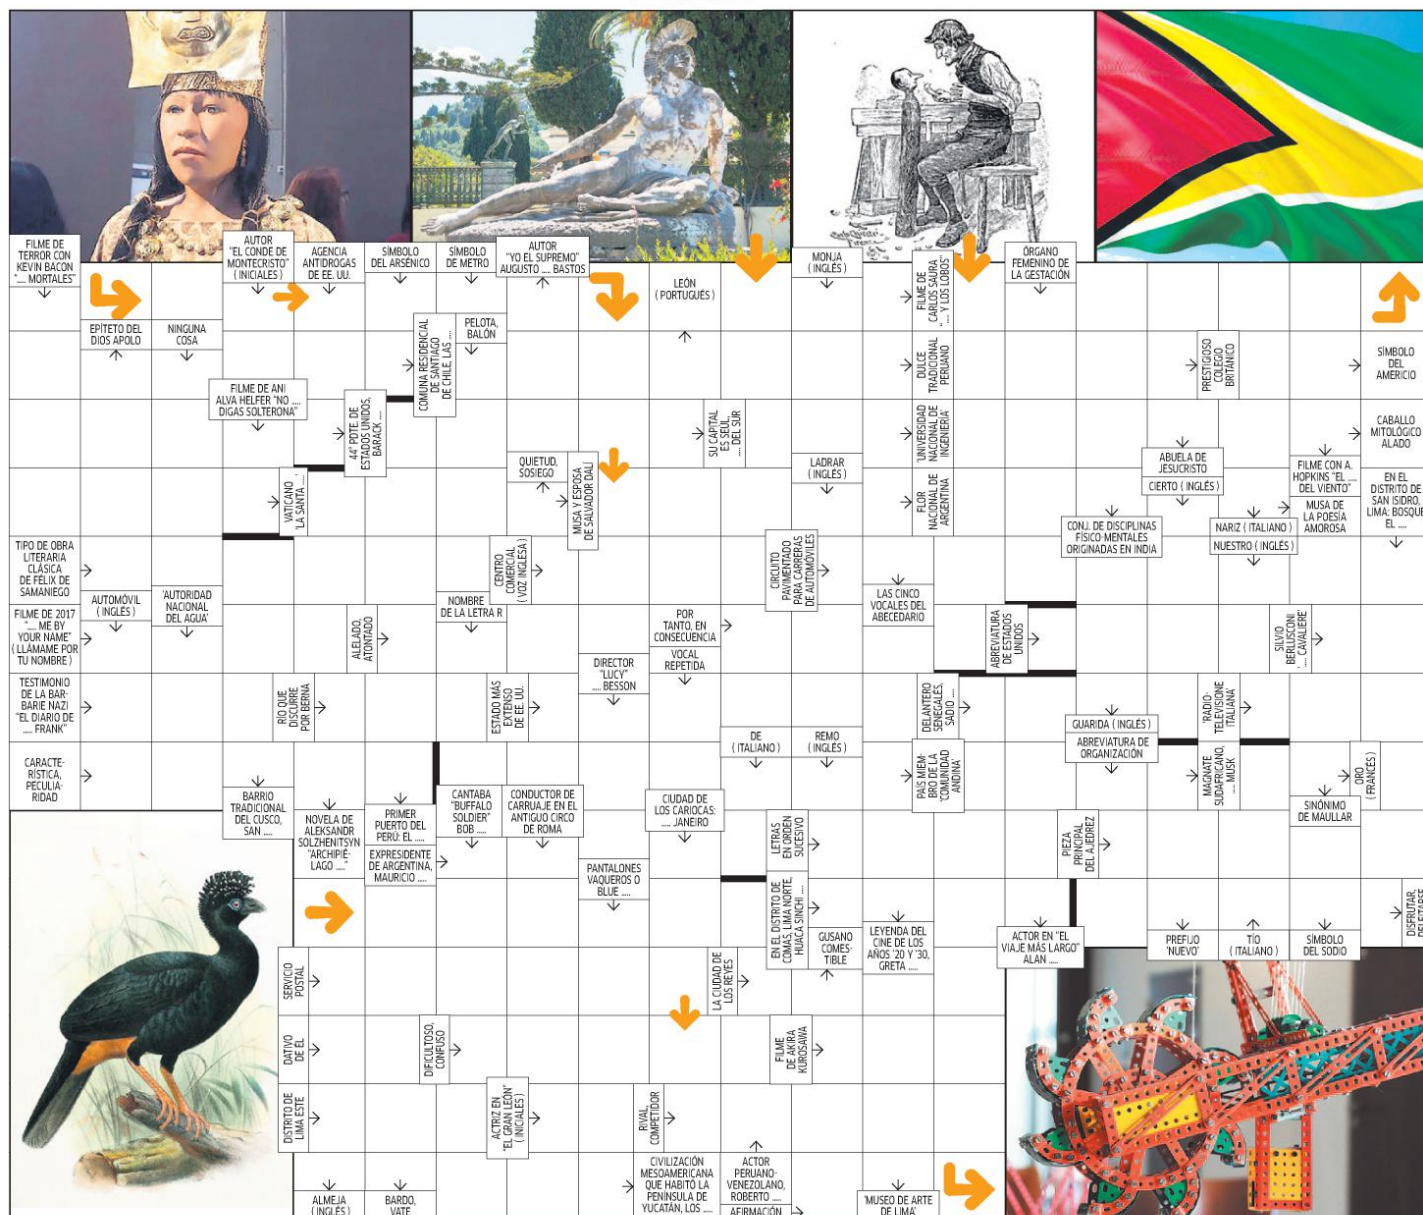 FILME DE
TERROR CON
KEVIN BACON
".... MORTALES"
AUTOR
"EL CONDE DE
MONTECRISTO"
( INICIALES )
AGENCIA
ANTIDROGAS
DE EE. UU.
SÍMBOLO
DEL ARSÉNICO
SÍMBOLO
DE METRO
AUTOR
"YO EL SUPREMO"
AUGUSTO .... BASTOS
LEÓN
( PORTUGUÉS )
MONJA
( INGLÉS )
FILME DE
CARLOS SAURA
".... Y LOS LOBOS"
ÓRGANO
FEMENINO DE
LA GESTACIÓN
EPÍTETO DEL
DIOS APOLO
NINGUNA
COSA
COMUNA RESIDENCIAL
DE SANTIAGO
DE CHILE, LAS ....
PELOTA,
BALÓN
DULCE
TRADICIONAL
PERUANO
PRESTIGIOSO
COLEGIO
BRITÁNICO
SÍMBOLO
DEL
AMERICIO
FILME DE ANI
ALVA HELFER "NO ....
DIGAS SOLTERONA"
44° PDTE. DE
ESTADOS UNIDOS,
BARACK ....
SU CAPITAL
ES SEUL,
.... DEL SUR
'UNIVERSIDAD
NACIONAL DE
INGENIERÍA'
CABALLO
MITOLÓGICO
ALADO
VATICANO
'LA SANTA ....'
QUIETUD,
SOSIEGO
MUSA Y ESPOSA
DE SALVADOR DALÍ
LADRAR
( INGLÉS )
FLOR
NACIONAL DE
ARGENTINA
ABUELA DE
JESUCRISTO
CIERTO ( INGLÉS )
FILME CON A.
HOPKINS "EL ....
DEL VIENTO"
MUSA DE
LA POESÍA
AMOROSA
EN EL
DISTRITO DE
SAN ISIDRO,
LIMA: BOSQUE
EL ....
CONJ. DE DISCIPLINAS
FÍSICO-MENTALES
ORIGINADAS EN INDIA
NARIZ ( ITALIANO )
NUESTRO ( INGLÉS )
TIPO DE OBRA
LITERARIA
CLÁSICA
DE FÉLIX DE
SAMANIEGO
CENTRO
COMERCIAL
( VOZ INGLESA )
CIRCUITO
PAVIMENTADO
PARA CARRERAS
DE AUTOMÓVILES
AUTOMÓVIL
( INGLÉS )
'AUTORIDAD
NACIONAL
DEL AGUA'
NOMBRE
DE LA LETRA R
LAS CINCO
VOCALES DEL
ABECEDARIO
FILME DE 2017
".... ME BY
YOUR NAME"
( LLÁMAME POR
TU NOMBRE )
ALELADO,
ATONTADO
POR
TANTO, EN
CONSECUENCIA
VOCAL
REPETIDA
ABREVIATURA
DE ESTADOS
UNIDOS
SILVIO
BERLUSCONI
'.... CAVALIERE'
DIRECTOR
"LUCY"
.... BESSON
TESTIMONIO
DE LA BAR-
BARIE NAZI
"EL DIARIO DE
.... FRANK"
RÍO QUE
DISCURRE
POR BERNA
ESTADO MÁS
EXTENSO
DE EE. UU.
DELANTERO
SENEGALÉS,
SADIO ....
GUARIDA ( INGLÉS )
ABREVIATURA DE
ORGANIZACIÓN
'RADIO-
TELEVISIONE
ITALIANA'
DE
( ITALIANO )
REMO
( INGLÉS )
CARACTE-
RÍSTICA,
PECULIA-
RIDAD
PAÍS MIEM-
BRO DE LA
'COMUNIDAD
ANDINA'
MAGNATE
SUDAFRICANO,
.... MUSK
ORO
( FRANCÉS )
BARRIO
TRADICIONAL
DEL CUSCO,
SAN ....
NOVELA DE
ALEKSANDR
SOLZHENITSYN
"ARCHIPIÉ-
LAGO ...."
PRIMER
PUERTO DEL
PERÚ: EL ....
EXPRESIDENTE
DE ARGENTINA,
MAURICIO ....
CANTABA
"BUFFALO
SOLDIER"
BOB ....
CONDUCTOR DE
CARRUAJE EN EL
ANTIGUO CIRCO
DE ROMA
CIUDAD DE
LOS CARIOCAS:
.... JANEIRO
LETRAS
EN ORDEN
SUCESIVO
PIEZA
PRINCIPAL
DEL AJEDREZ
SINÓNIMO
DE MAULLAR
PANTALONES
VAQUEROS O
BLUE ....
EN EL DISTRITO DE
COMAS, LIMA NORTE,
HUACA SINCHI ....
GUSANO
COMES-
TIBLE
LEYENDA DEL
CINE DE LOS
AÑOS '20 Y '30,
GRETA ....
ACTOR EN "EL
VIAJE MÁS LARGO"
ALAN ....
PREFIJO
'NUEVO'
TÍO
( ITALIANO )
SÍMBOLO
DEL SODIO
DISFRUTAR,
SERVICIO
POSTAL
LA CIUDAD DE
LOS REYES
DATIVO
DE ÉL
DIFICULTOSO,
CONFUSO
FILME
DE AKIRA
KUROSAWA
DISTRITO DE
LIMA ESTE
ACTRIZ EN
"EL GRAN LEÓN"
( INICIALES )
RIVAL,
COMPETIDOR
ALMEJA
( INGLÉS )
BARDO,
VATE
CIVILIZACIÓN
MESOAMERICANA
QUE HABITÓ LA
PENÍNSULA DE
YUCATÁN, LOS ....
ACTOR
PERUANO-
VENEZOLANO,
ROBERTO ....
AFIRMACIÓN
'MUSEO DE ARTE
DE LIMA'